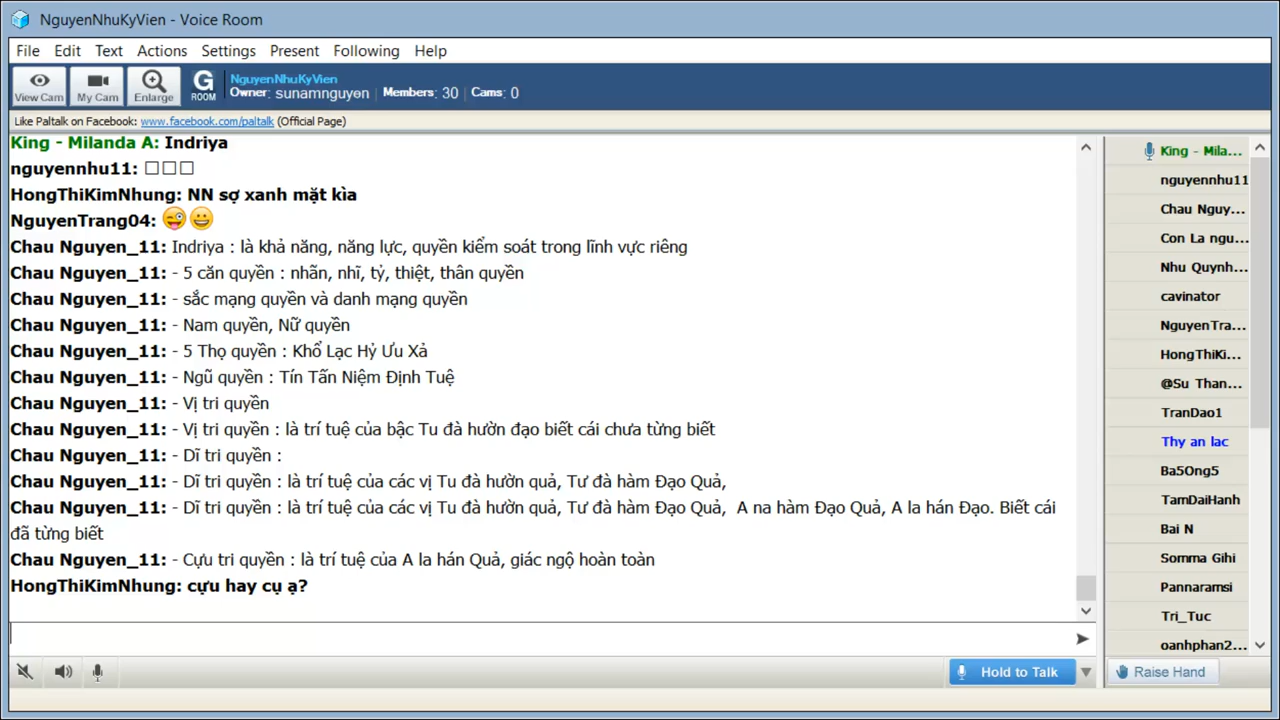 NguyenNhuKyVien - Voice Room
File Edit Text Actions Settings Present Following Help
View Cam My Cam Enlarge G ROOM
NguyenNhuKyVien
Owner: sunamnguyen Members: 30 Cams: 0
Like Paltalk on Facebook: www.facebook.com/paltalk (Official Page)
King - Milanda A: Indriya
nguyennhu11: □□□
HongThiKimNhung: NN sợ xanh mặt kìa
NguyenTrang04:
Chau Nguyen_11: Indriya : là khả năng, năng lực, quyền kiểm soát trong lĩnh vực riêng
Chau Nguyen_11: - 5 căn quyền : nhãn, nhĩ, tỷ, thiệt, thân quyền
Chau Nguyen_11: - sắc mạng quyền và danh mạng quyền
Chau Nguyen_11: - Nam quyền, Nữ quyền
Chau Nguyen_11: - 5 Thọ quyền : Khổ Lạc Hỷ Ưu Xả
Chau Nguyen_11: - Ngũ quyền : Tín Tấn Niệm Định Tuệ
Chau Nguyen_11: - Vị tri quyền
Chau Nguyen_11: - Vị tri quyền : là trí tuệ của bậc Tu đà hườn đạo biết cái chưa từng biết
Chau Nguyen_11: - Dĩ tri quyền :
Chau Nguyen_11: - Dĩ tri quyền : là trí tuệ của các vị Tu đà hườn quả, Tư đà hàm Đạo Quả,
Chau Nguyen_11: - Dĩ tri quyền : là trí tuệ của các vị Tu đà hườn quả, Tư đà hàm Đạo Quả, A na hàm Đạo Quả, A la hán Đạo. Biết cái
đã từng biết
Chau Nguyen_11: - Cựu tri quyền : là trí tuệ của A la hán Quả, giác ngộ hoàn toàn
HongThiKimNhung: cựu hay cụ ạ?
King - Mila...
nguyennhu11
Chau Nguy...
Con La ngu...
Nhu Quynh...
cavinator
NguyenTra...
HongThiKi...
@Su Than...
TranDao1
Thy an lac
Ba5Ong5
TamDaiHanh
Bai N
Somma Gihi
Pannaramsi
Tri_Tuc
oanhphan2...
Hold to Talk
Raise Hand